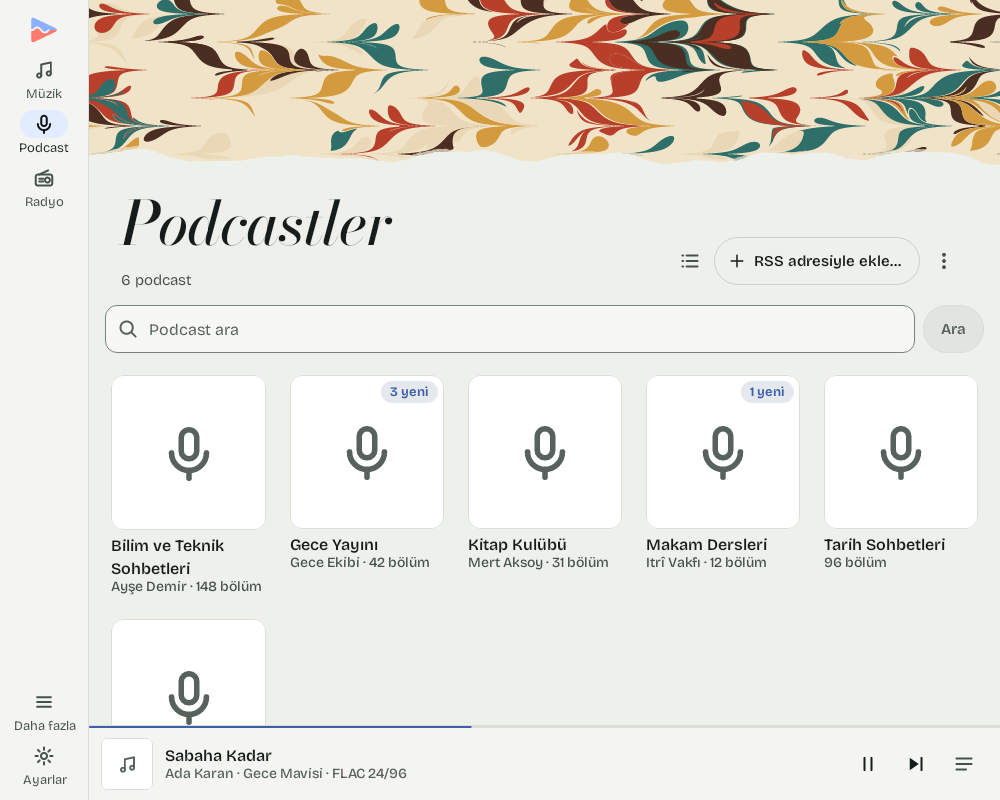 Müzik
Podcast
Radyo
Daha fazla
Ayarlar
Podcastler
6 podcast
RSS adresiyle ekle...
Podcast ara
Ara
Bilim ve Teknik
Sohbetleri
Ayşe Demir · 148 bölüm
3 yeni
Gece Yayını
Gece Ekibi · 42 bölüm
Kitap Kulübü
Mert Aksoy · 31 bölüm
1 yeni
Makam Dersleri
Itrî Vakfı · 12 bölüm
Tarih Sohbetleri
96 bölüm
Sabaha Kadar
Ada Karan · Gece Mavisi · FLAC 24/96